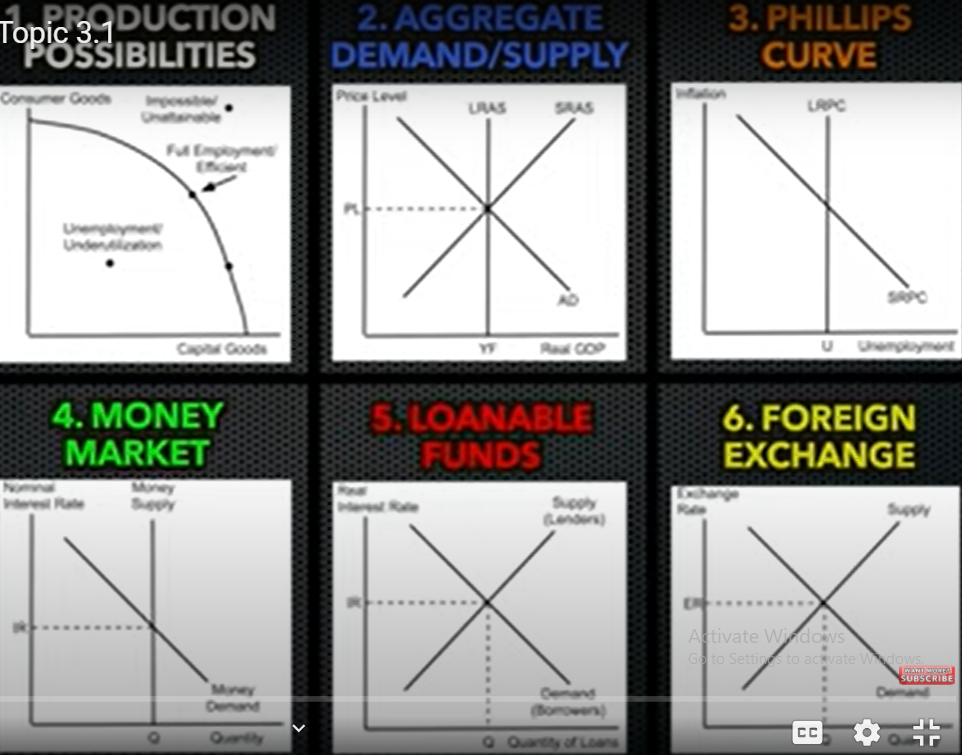 1. PRODUCTION
Topic 3.1
POSSIBILITIES
Consumer Goods
Impossible/
Unattainable
Full Employment/
Efficient
Unemployment/
Underutilization
Capital Goods
2. AGGREGATE
DEMAND/SUPPLY
Price Level
LRAS
SRAS
PL
AD
YF
Real GDP
3. PHILLIPS
CURVE
Inflation
LRPC
SRPC
U
Unemployment
4. MONEY
MARKET
Nominal
Interest Rate
Money
Supply
IR
Money
Demand
Q
Quantity
5. LOANABLE
FUNDS
Real
Interest Rate
Supply
(Lenders)
IR
Demand
(Borrowers)
Q
Quantity of Loans
6. FOREIGN
EXCHANGE
Exchange
Rate
Supply
ER
Demand
Q
Activate Windows
Go to Settings to activate Windows.
WANT MORE?
SUBSCRIBE
CC